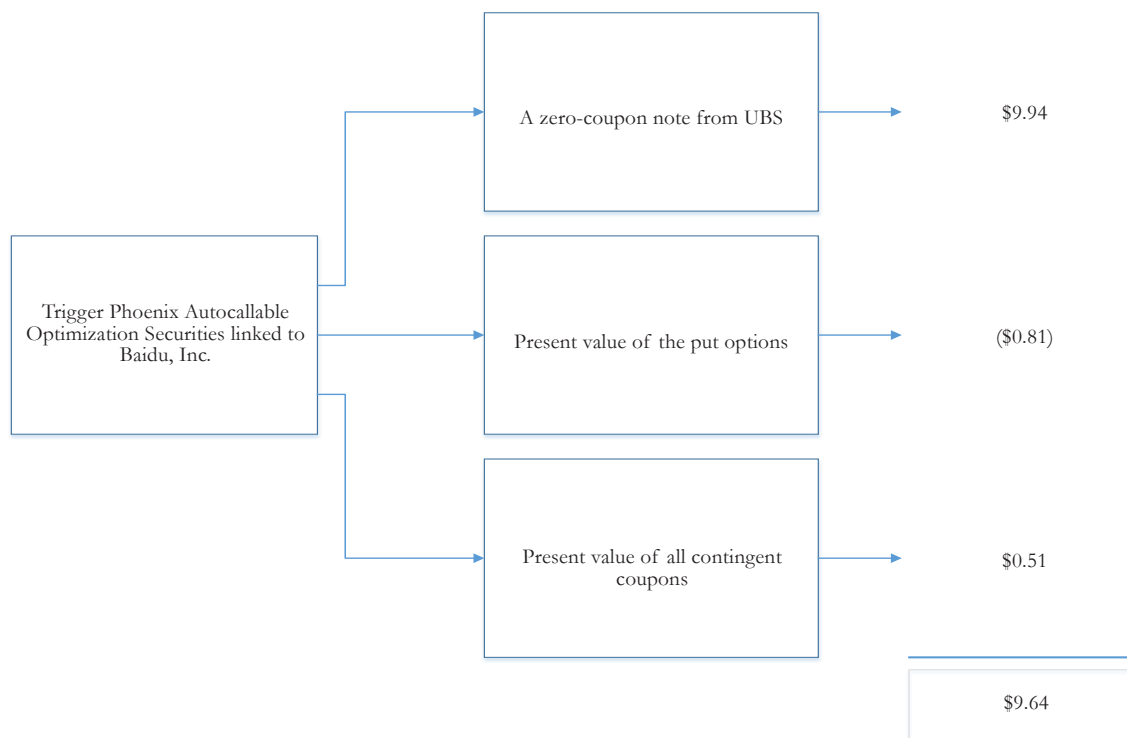 A zero-coupon note from UBS
$9.94
Trigger Phoenix Autocallable
Optimization Securities linked to
Baidu, Inc.
Present value of the put options
($0.81)
Present value of all contingent
coupons
$0.51
$9.64